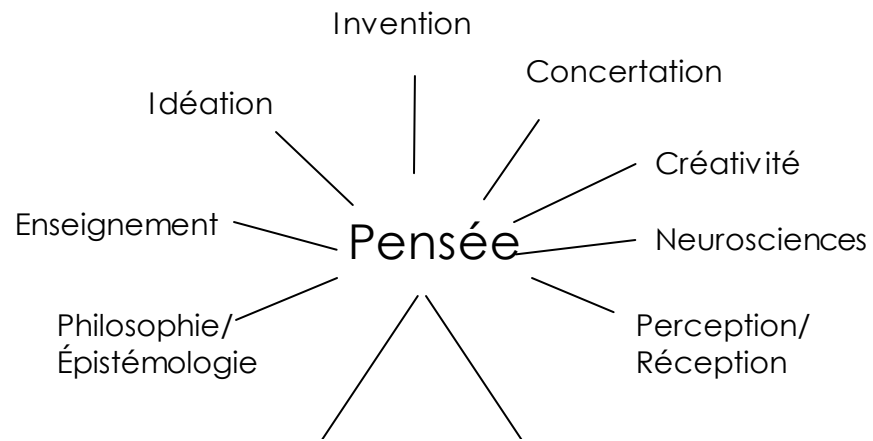 Invention
Concertation
Idéation
Créativité
Enseignement
Pensée
Neurosciences
Philosophie/
Épistémologie
Perception/
Réception